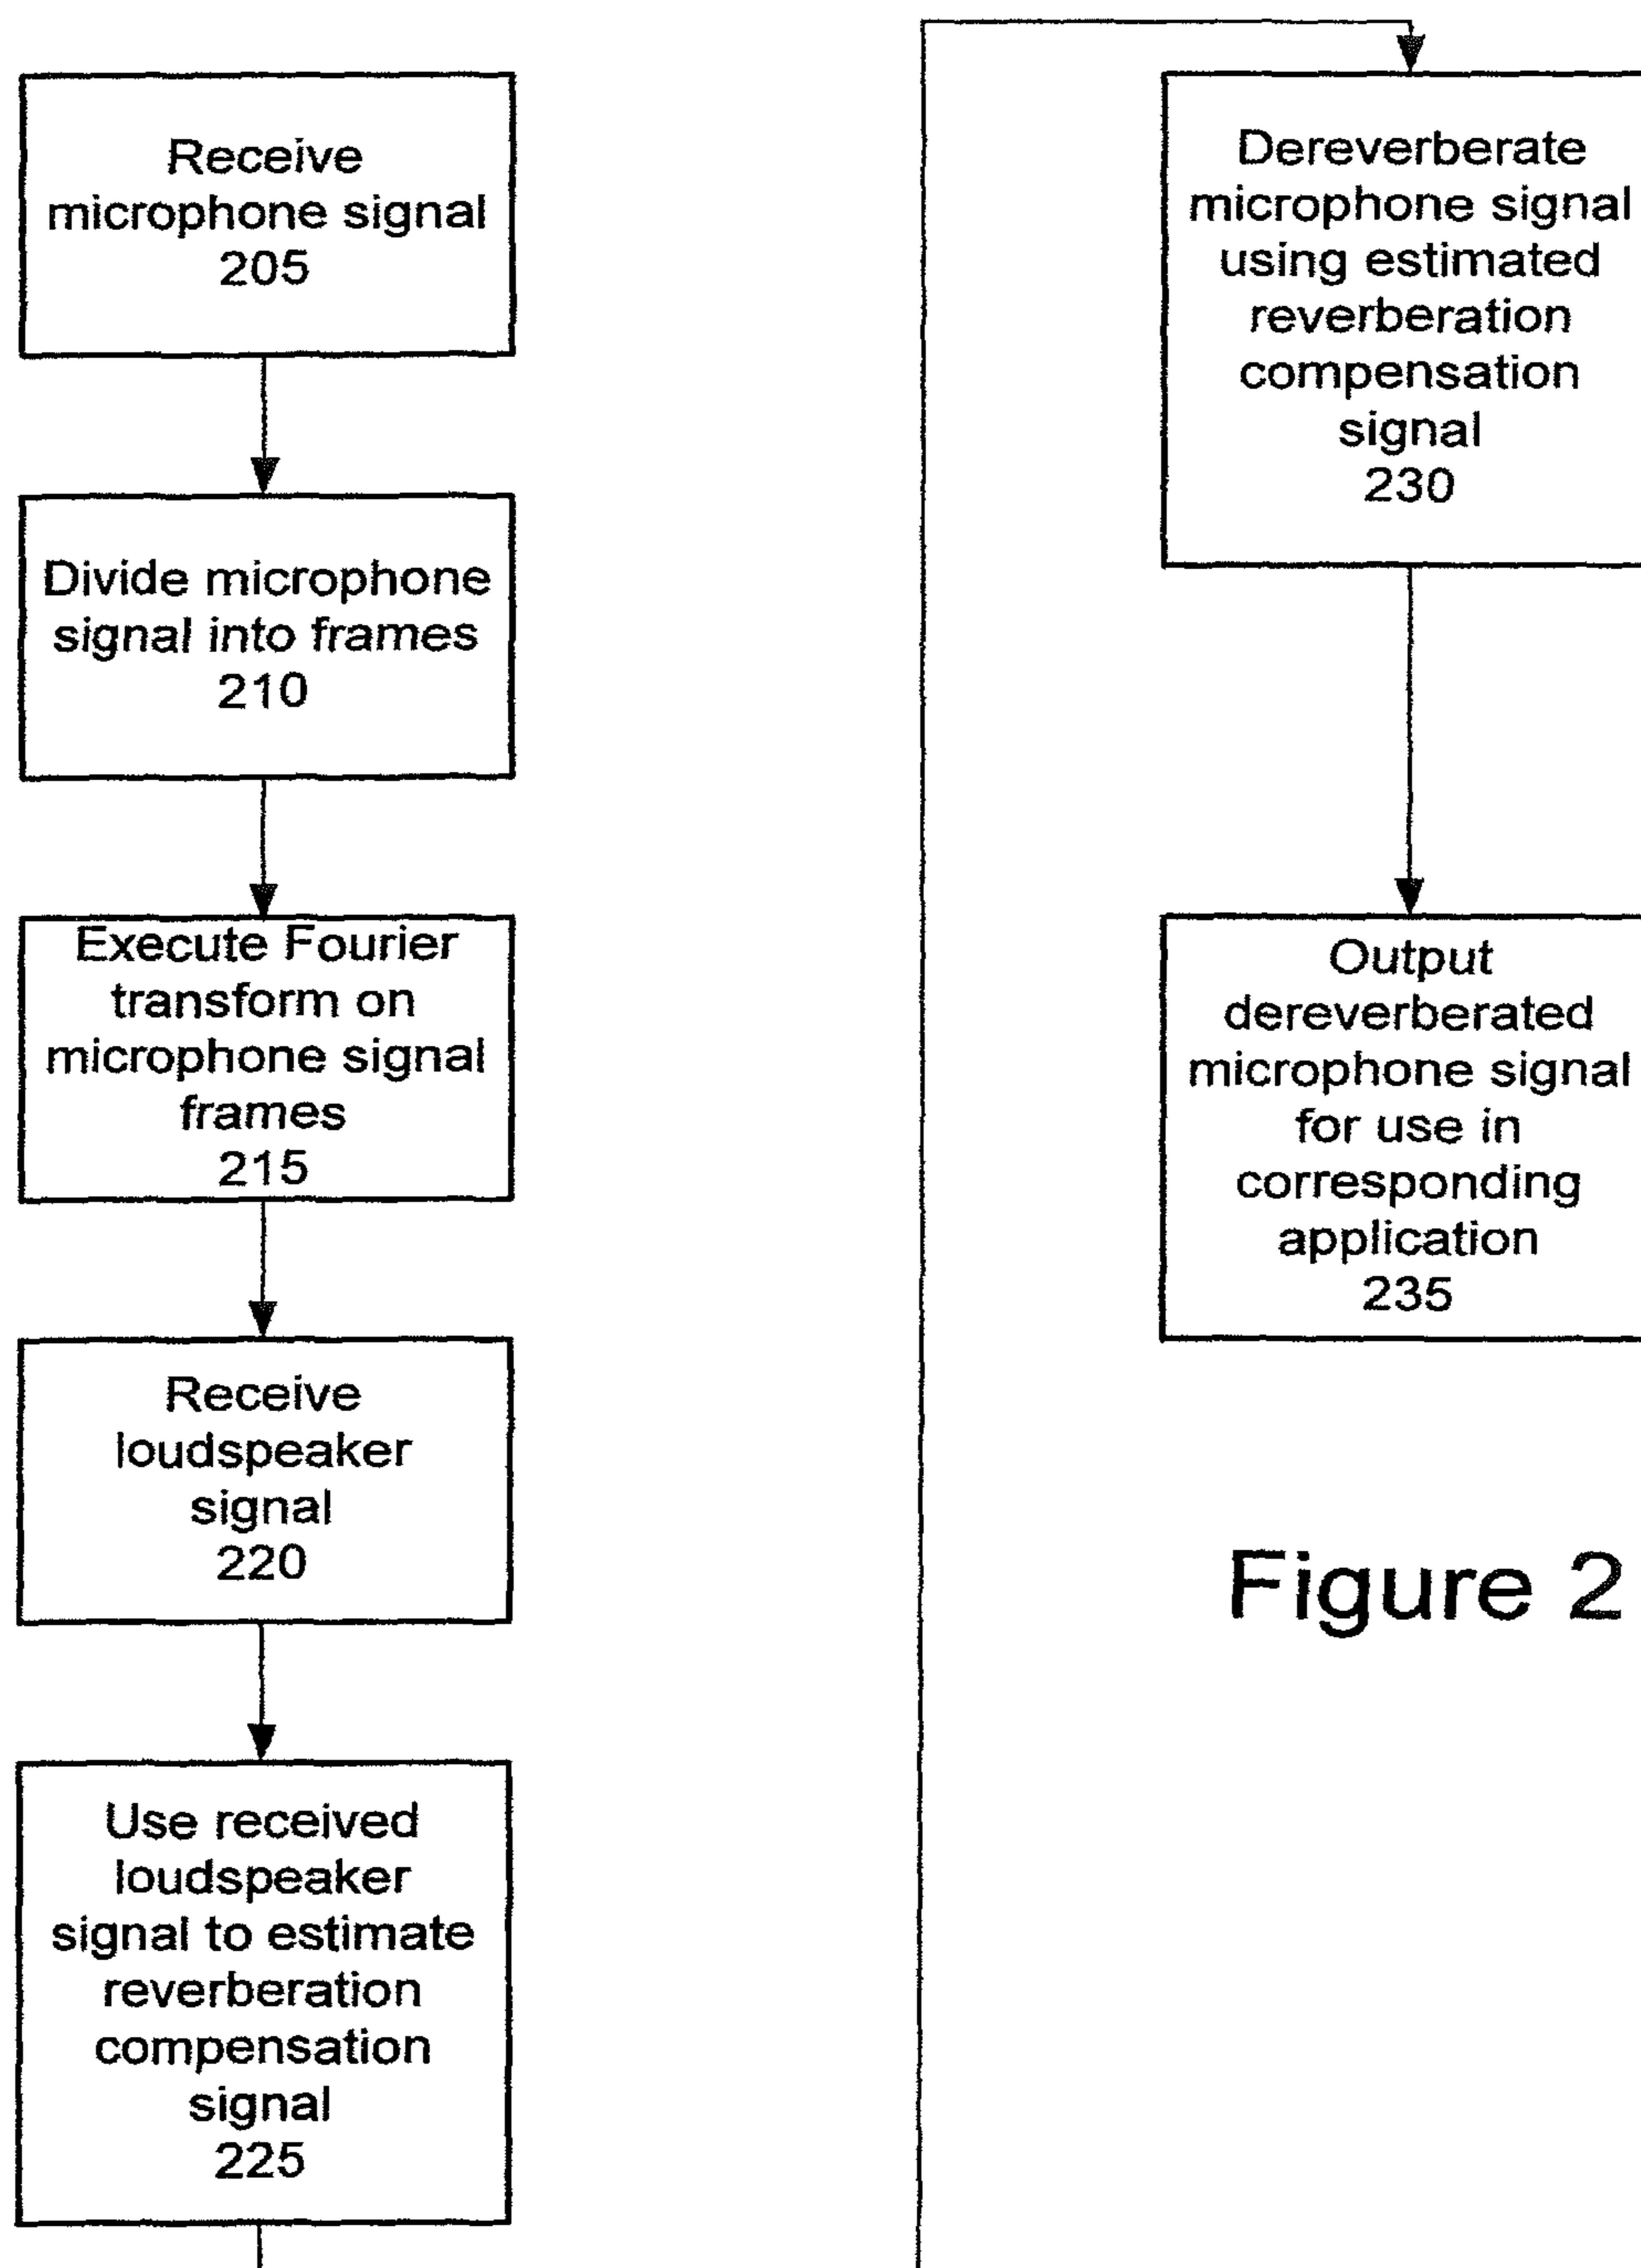 Receive
microphone signal
205
Divide microphone
signal into frames
210
Execute Fourier
transform on
microphone signal
frames
215
Receive
loudspeaker
signal
220
Use received
loudspeaker
signal to estimate
reverberation
compensation
signal
225
Dereverberate
microphone signal
using estimated
reverberation
compensation
signal
230
Output
dereverberated
microphone signal
for use in
corresponding
application
235
Figure 2